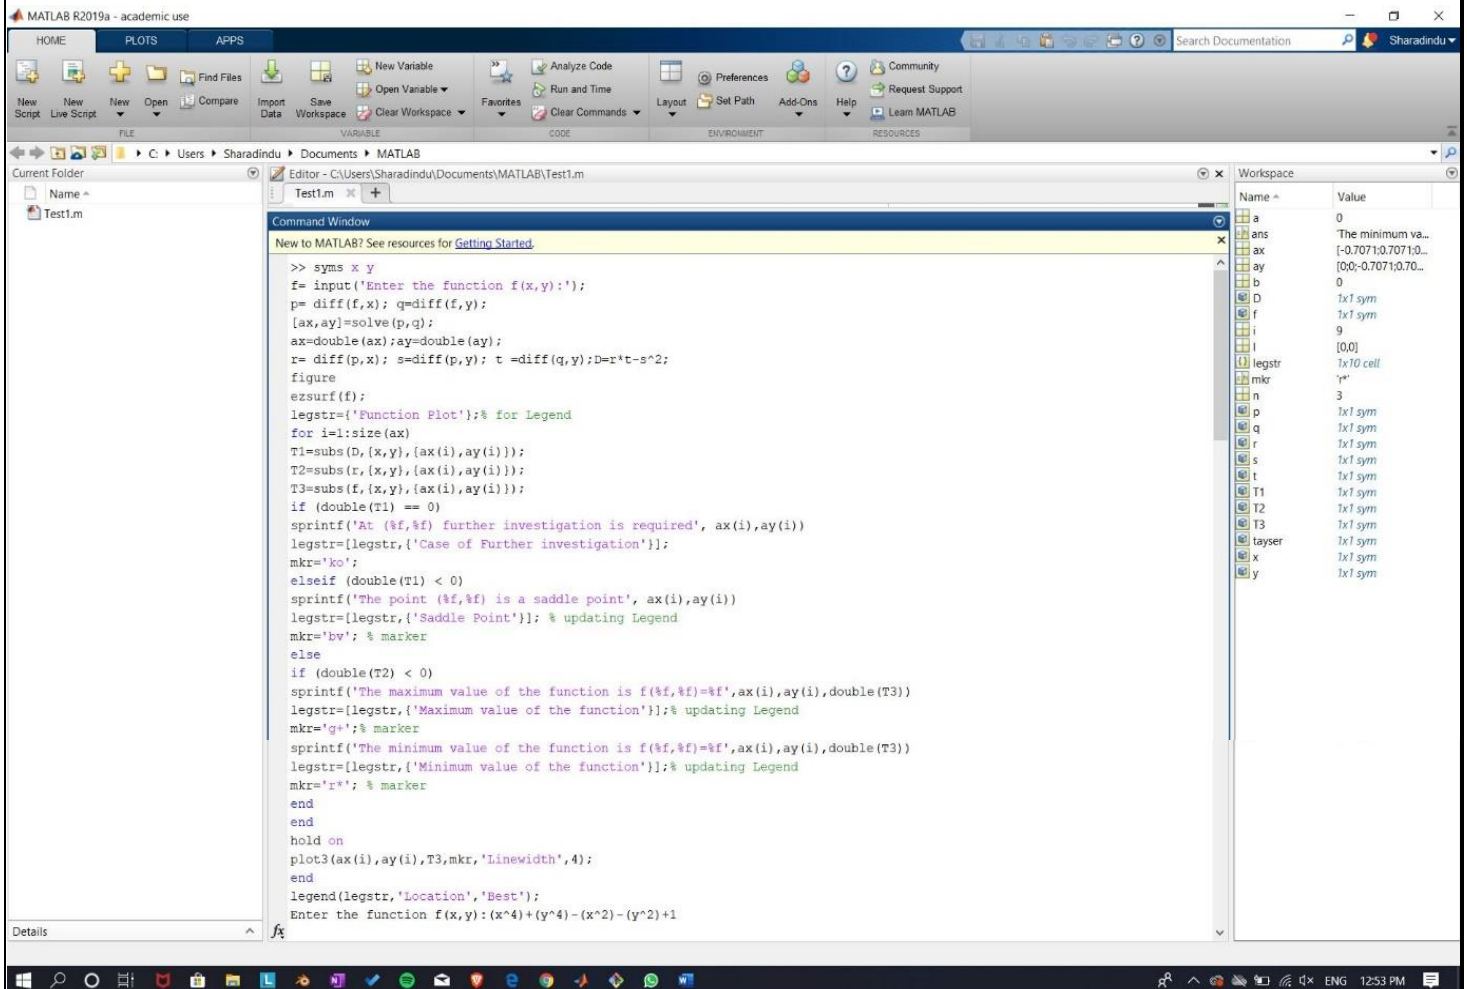 MATLAB R2019a - academic use
HOME PLOTS APPS
Search Documentation
Sharadindu
New Script
New Live Script
New
Open
Find Files
Compare
Import Data
Save Workspace
New Variable
Open Variable
Clear Workspace
Favorites
Analyze Code
Run and Time
Clear Commands
Layout
Preferences
Set Path
Add-Ons
Help
Community
Request Support
Learn MATLAB
FILE VARIABLE CODE ENVIRONMENT RESOURCES
C: Users Sharadindu Documents MATLAB
Current Folder
Name
Test1.m
Details
Editor - C:\Users\Sharadindu\Documents\MATLAB\Test1.m
Test1.m
Command Window
New to MATLAB? See resources for Getting Started.
>> syms x y
f= input('Enter the function f(x,y):');
p= diff(f,x); q=diff(f,y);
[ax,ay]=solve(p,q);
ax=double(ax);ay=double(ay);
r= diff(p,x); s=diff(p,y); t =diff(q,y);D=r*t-s^2;
figure
ezsurf(f);
legstr={'Function Plot'};% for Legend
for i=1:size(ax)
T1=subs(D,{x,y},{ax(i),ay(i)});
T2=subs(r,{x,y},{ax(i),ay(i)});
T3=subs(f,{x,y},{ax(i),ay(i)});
if (double(T1) == 0)
sprintf('At (%f,%f) further investigation is required', ax(i),ay(i))
legstr=[legstr,{'Case of Further investigation'}];
mkr='ko';
elseif (double(T1) < 0)
sprintf('The point (%f,%f) is a saddle point', ax(i),ay(i))
legstr=[legstr,{'Saddle Point'}]; % updating Legend
mkr='bv'; % marker
else
if (double(T2) < 0)
sprintf('The maximum value of the function is f(%f,%f)=%f',ax(i),ay(i),double(T3))
legstr=[legstr,{'Maximum value of the function'}];% updating Legend
mkr='g+';% marker
sprintf('The minimum value of the function is f(%f,%f)=%f',ax(i),ay(i),double(T3))
legstr=[legstr,{'Minimum value of the function'}];% updating Legend
mkr='r*'; % marker
end
end
hold on
plot3(ax(i),ay(i),T3,mkr,'Linewidth',4);
end
legend(legstr,'Location','Best');
Enter the function f(x,y):(x^4)+(y^4)-(x^2)-(y^2)+1
fx
Workspace
Name Value
a 0
ans 'The minimum va...
ax [-0.7071;0.7071;0...
ay [0;0;-0.7071;0.70...
b 0
D 1x1 sym
f 1x1 sym
i 9
l [0,0]
legstr 1x10 cell
mkr 'r*'
n 3
p 1x1 sym
q 1x1 sym
r 1x1 sym
s 1x1 sym
t 1x1 sym
T1 1x1 sym
T2 1x1 sym
T3 1x1 sym
tayser 1x1 sym
x 1x1 sym
y 1x1 sym
ENG 12:53 PM